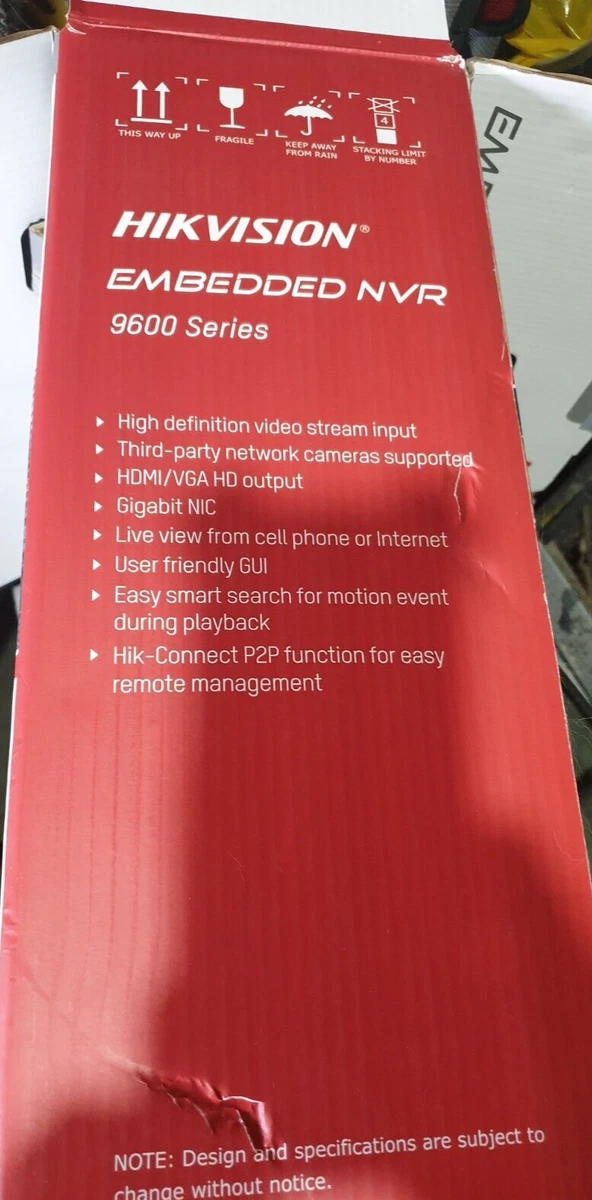 THIS WAY UP
FRAGILE
KEEP AWAY
FROM RAIN
4
STACKING LIMIT
BY NUMBER
HIKVISION®
EMBEDDED NVR
9600 Series
▸ High definition video stream input
▸ Third-party network cameras supported
▸ HDMI/VGA HD output
▸ Gigabit NIC
▸ Live view from cell phone or Internet
▸ User friendly GUI
▸ Easy smart search for motion event
during playback
▸ Hik-Connect P2P function for easy
remote management
NOTE: Design and specifications are subject to
change without notice.